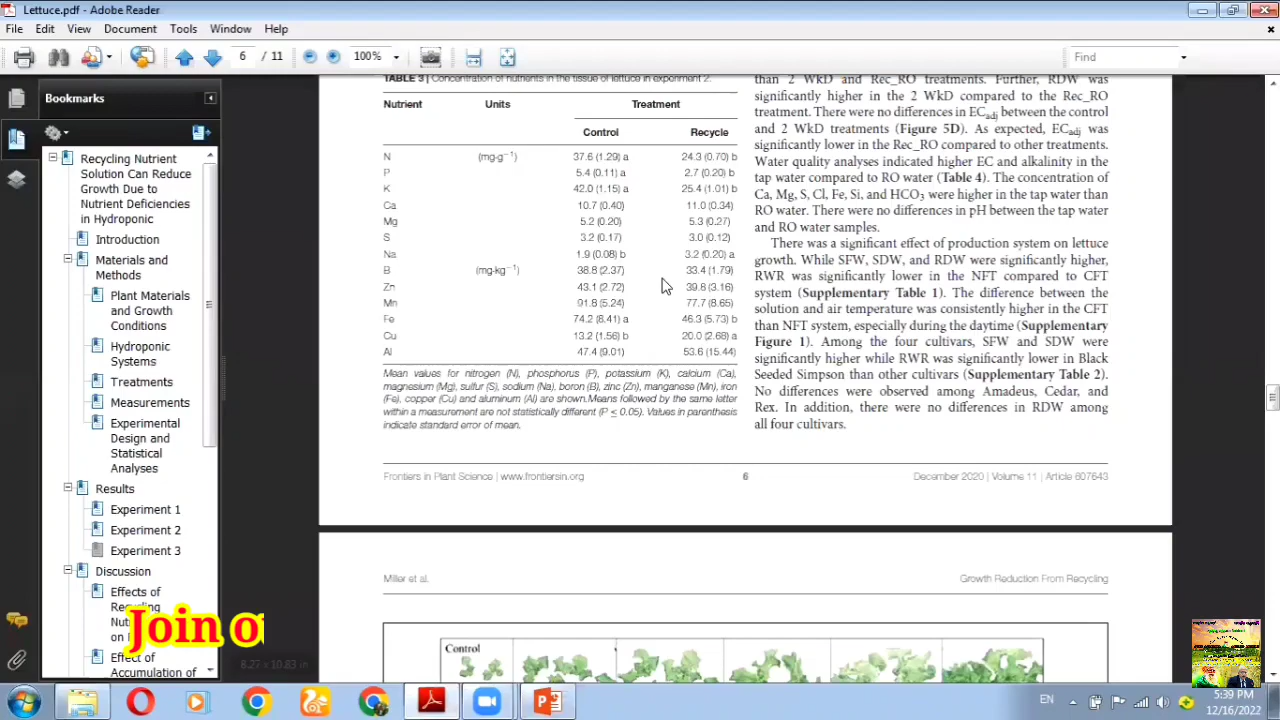 Lettuce.pdf - Adobe Reader
File Edit View Document Tools Window Help
6 / 11 100% Find
Bookmarks
Recycling Nutrient
Solution Can Reduce
Growth Due to
Nutrient Deficiencies
in Hydroponic
Introduction
Materials and
Methods
Plant Materials
and Growth
Conditions
Hydroponic
Systems
Treatments
Measurements
Experimental
Design and
Statistical
Analyses
Results
Experiment 1
Experiment 2
Experiment 3
Discussion
Effects of
Recycling
Effect of
Accumulation of
Join o
8.27 x 10.83 in
TABLE 3 | Concentration of nutrients in the tissue of lettuce in experiment 2.
Nutrient Units Treatment
Control Recycle
N (mg·g⁻¹) 37.6 (1.29) a 24.3 (0.70) b
P 5.4 (0.11) a 2.7 (0.20) b
K 42.0 (1.15) a 25.4 (1.01) b
Ca 10.7 (0.40) 11.0 (0.34)
Mg 5.2 (0.20) 5.3 (0.27)
S 3.2 (0.17) 3.0 (0.12)
Na 1.9 (0.08) b 3.2 (0.20) a
B (mg·kg⁻¹) 38.8 (2.37) 33.4 (1.79)
Zn 43.1 (2.72) 39.8 (3.16)
Mn 91.8 (5.24) 77.7 (8.65)
Fe 74.2 (8.41) a 46.3 (5.73) b
Cu 13.2 (1.56) b 20.0 (2.68) a
Al 47.4 (9.01) 53.6 (15.44)
Mean values for nitrogen (N), phosphorus (P), potassium (K), calcium (Ca),
magnesium (Mg), sulfur (S), sodium (Na), boron (B), zinc (Zn), manganese (Mn), iron
(Fe), copper (Cu) and aluminum (Al) are shown.Means followed by the same letter
within a measurement are not statistically different (P ≤ 0.05). Values in parenthesis
indicate standard error of mean.
than 2 WkD and Rec_RO treatments. Further, RDW was
significantly higher in the 2 WkD compared to the Rec_RO
treatment. There were no differences in ECadj between the control
and 2 WkD treatments (Figure 5D). As expected, ECadj was
significantly lower in the Rec_RO compared to other treatments.
Water quality analyses indicated higher EC and alkalinity in the
tap water compared to RO water (Table 4). The concentration of
Ca, Mg, S, Cl, Fe, Si, and HCO3 were higher in the tap water than
RO water. There were no differences in pH between the tap water
and RO water samples.
There was a significant effect of production system on lettuce
growth. While SFW, SDW, and RDW were significantly higher,
RWR was significantly lower in the NFT compared to CFT
system (Supplementary Table 1). The difference between the
solution and air temperature was consistently higher in the CFT
than NFT system, especially during the daytime (Supplementary
Figure 1). Among the four cultivars, SFW and SDW were
significantly higher while RWR was significantly lower in Black
Seeded Simpson than other cultivars (Supplementary Table 2).
No differences were observed among Amadeus, Cedar, and
Rex. In addition, there were no differences in RDW among
all four cultivars.
Frontiers in Plant Science | www.frontiersin.org 6 December 2020 | Volume 11 | Article 607643
Miller et al. Growth Reduction From Recycling
Control
EN
5:39 PM
12/16/2022